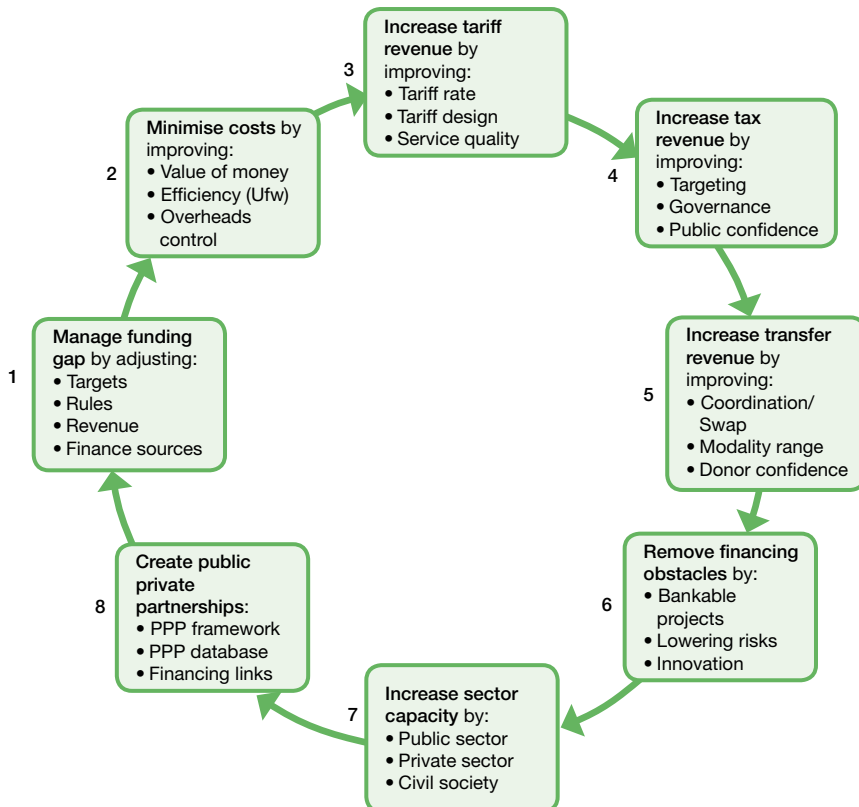 1
Manage funding
gap by adjusting:
• Targets
• Rules
• Revenue
• Finance sources
2
Minimise costs by
improving:
• Value of money
• Efficiency (Ufw)
• Overheads
control
3
Increase tariff
revenue by
improving:
• Tariff rate
• Tariff design
• Service quality
4
Increase tax
revenue by
improving:
• Targeting
• Governance
• Public confidence
5
Increase transfer
revenue by
improving:
• Coordination/
Swap
• Modality range
• Donor confidence
6
Remove financing
obstacles by:
• Bankable
projects
• Lowering risks
• Innovation
7
Increase sector
capacity by:
• Public sector
• Private sector
• Civil society
8
Create public
private
partnerships:
• PPP framework
• PPP database
• Financing links